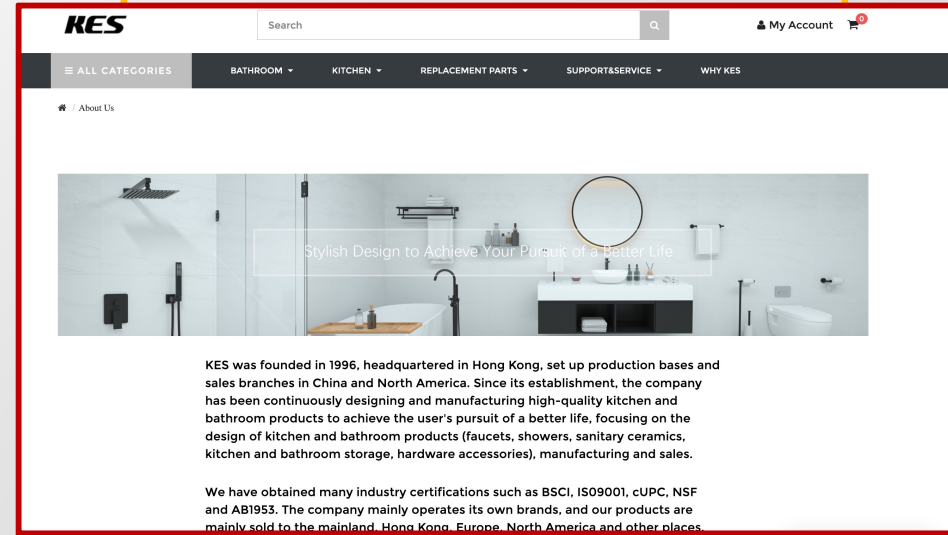 KES
Search
My Account 0
ALL CATEGORIES BATHROOM KITCHEN REPLACEMENT PARTS SUPPORT&SERVICE WHY KES
/ About Us
Stylish Design to Achieve Your Pursuit of a Better Life
KES was founded in 1996, headquartered in Hong Kong, set up production bases and
sales branches in China and North America. Since its establishment, the company
has been continuously designing and manufacturing high-quality kitchen and
bathroom products to achieve the user's pursuit of a better life, focusing on the
design of kitchen and bathroom products (faucets, showers, sanitary ceramics,
kitchen and bathroom storage, hardware accessories), manufacturing and sales.
We have obtained many industry certifications such as BSCI, IS09001, cUPC, NSF
and AB1953. The company mainly operates its own brands, and our products are
mainly sold to the mainland, Hong Kong, Europe, North America and other places.